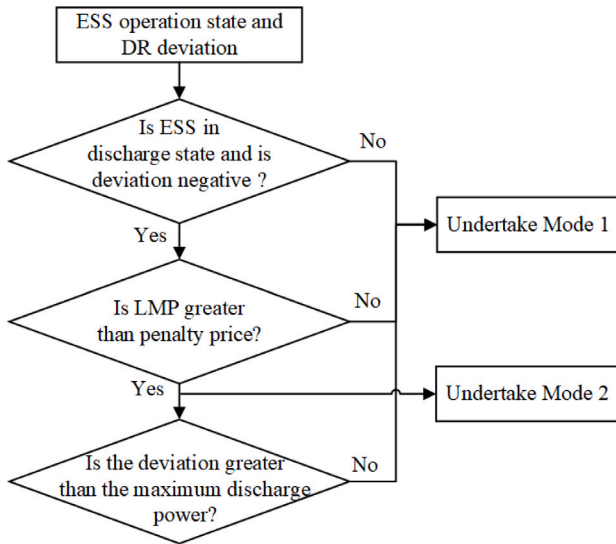 ESS operation state and
DR deviation
Is ESS in
discharge state and is
deviation negative ?
No
Yes
Undertake Mode 1
Is LMP greater
than penalty price?
No
Yes
Undertake Mode 2
Is the deviation greater
than the maximum discharge
power?
No